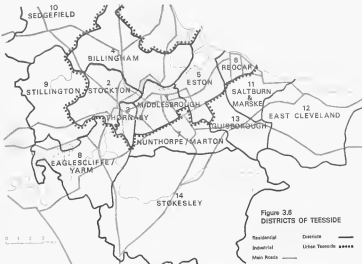 10
SEDGEFIELD
BILLINGHAM
9
STILLINGTON
2
STOCKTON
5
ESTON
6
REDCAR
11
SALTBURN
&
MARSKE
12
EAST CLEVELAND
MIDDLESBROUGH
3
THORNABY
13
GUISBOROUGH
7
NUNTHORPE/MARTON
8
EAGLESCLIFFE/
YARM
14
STOKESLEY
Figure 3.6
DISTRICTS OF TEESSIDE
Residential
Districts
Industrial
Urban Teesside
Main Roads